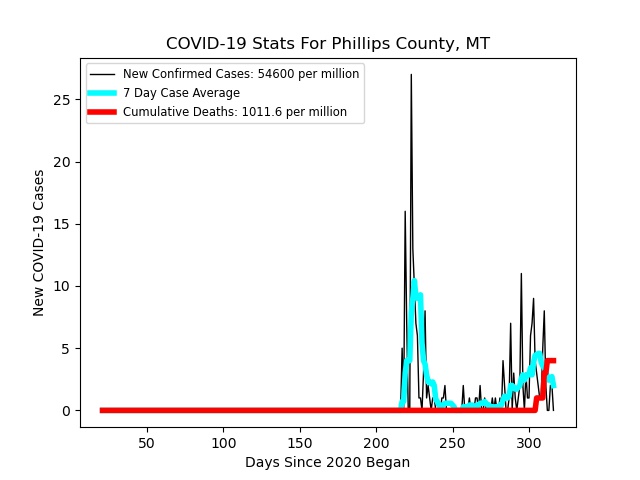 COVID-19 Stats For Phillips County, MT
New Confirmed Cases: 54600 per million
7 Day Case Average
Cumulative Deaths: 1011.6 per million
New COVID-19 Cases
25
20
15
10
5
0
50 100 150 200 250 300
Days Since 2020 Began